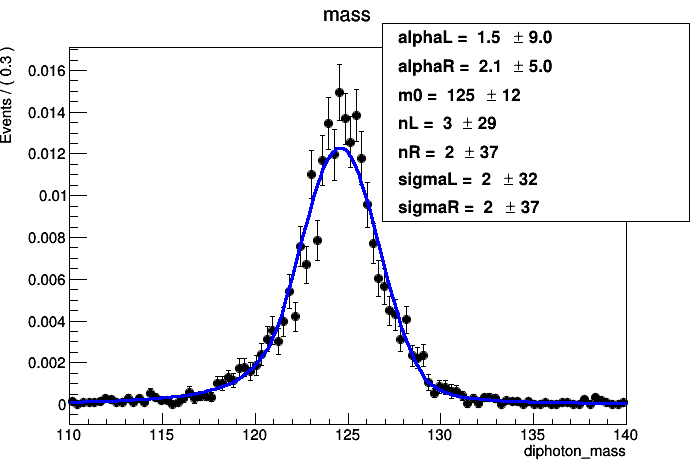 mass
alphaL = 1.5 ± 9.0
alphaR = 2.1 ± 5.0
m0 = 125 ± 12
nL = 3 ± 29
nR = 2 ± 37
sigmaL = 2 ± 32
sigmaR = 2 ± 37
Events / ( 0.3 )
0.016
0.014
0.012
0.01
0.008
0.006
0.004
0.002
0
110 115 120 125 130 135 140
diphoton_mass